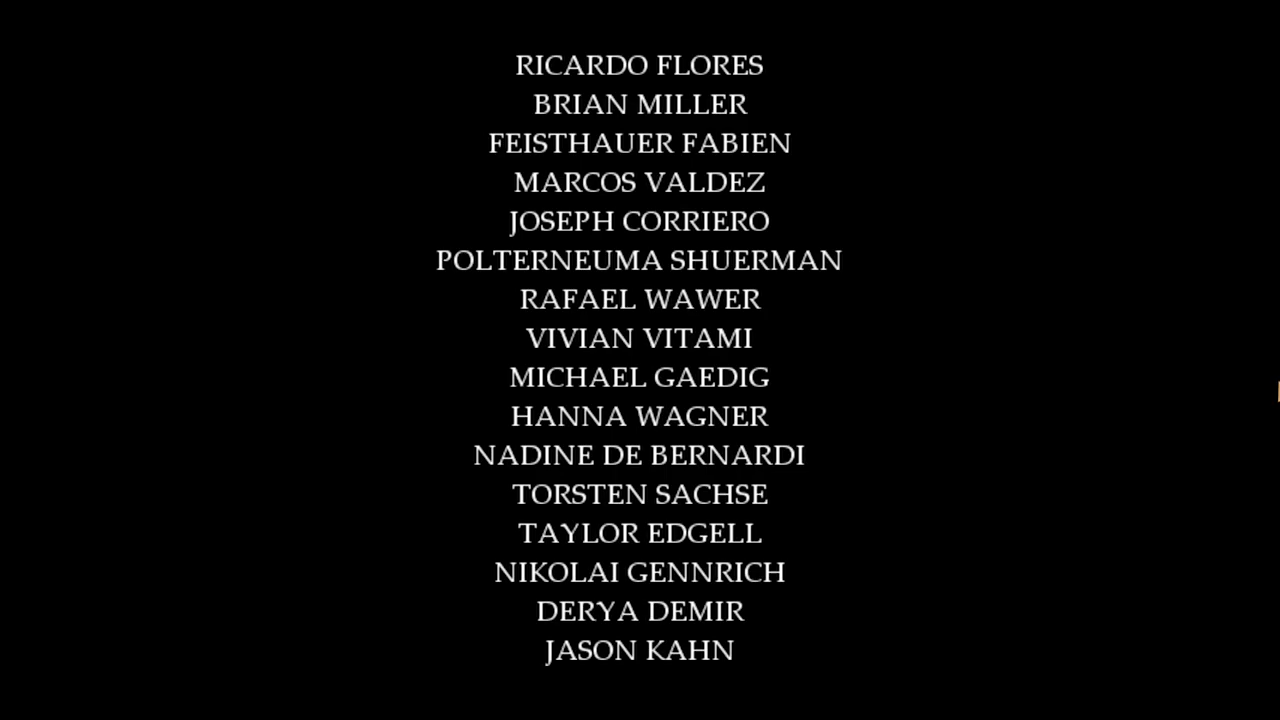 RICARDO FLORES
BRIAN MILLER
FEISTHAUER FABIEN
MARCOS VALDEZ
JOSEPH CORRIERO
POLTERNEUMA SHUERMAN
RAFAEL WAWER
VIVIAN VITAMI
MICHAEL GAEDIG
HANNA WAGNER
NADINE DE BERNARDI
TORSTEN SACHSE
TAYLOR EDGELL
NIKOLAI GENNRICH
DERYA DEMIR
JASON KAHN